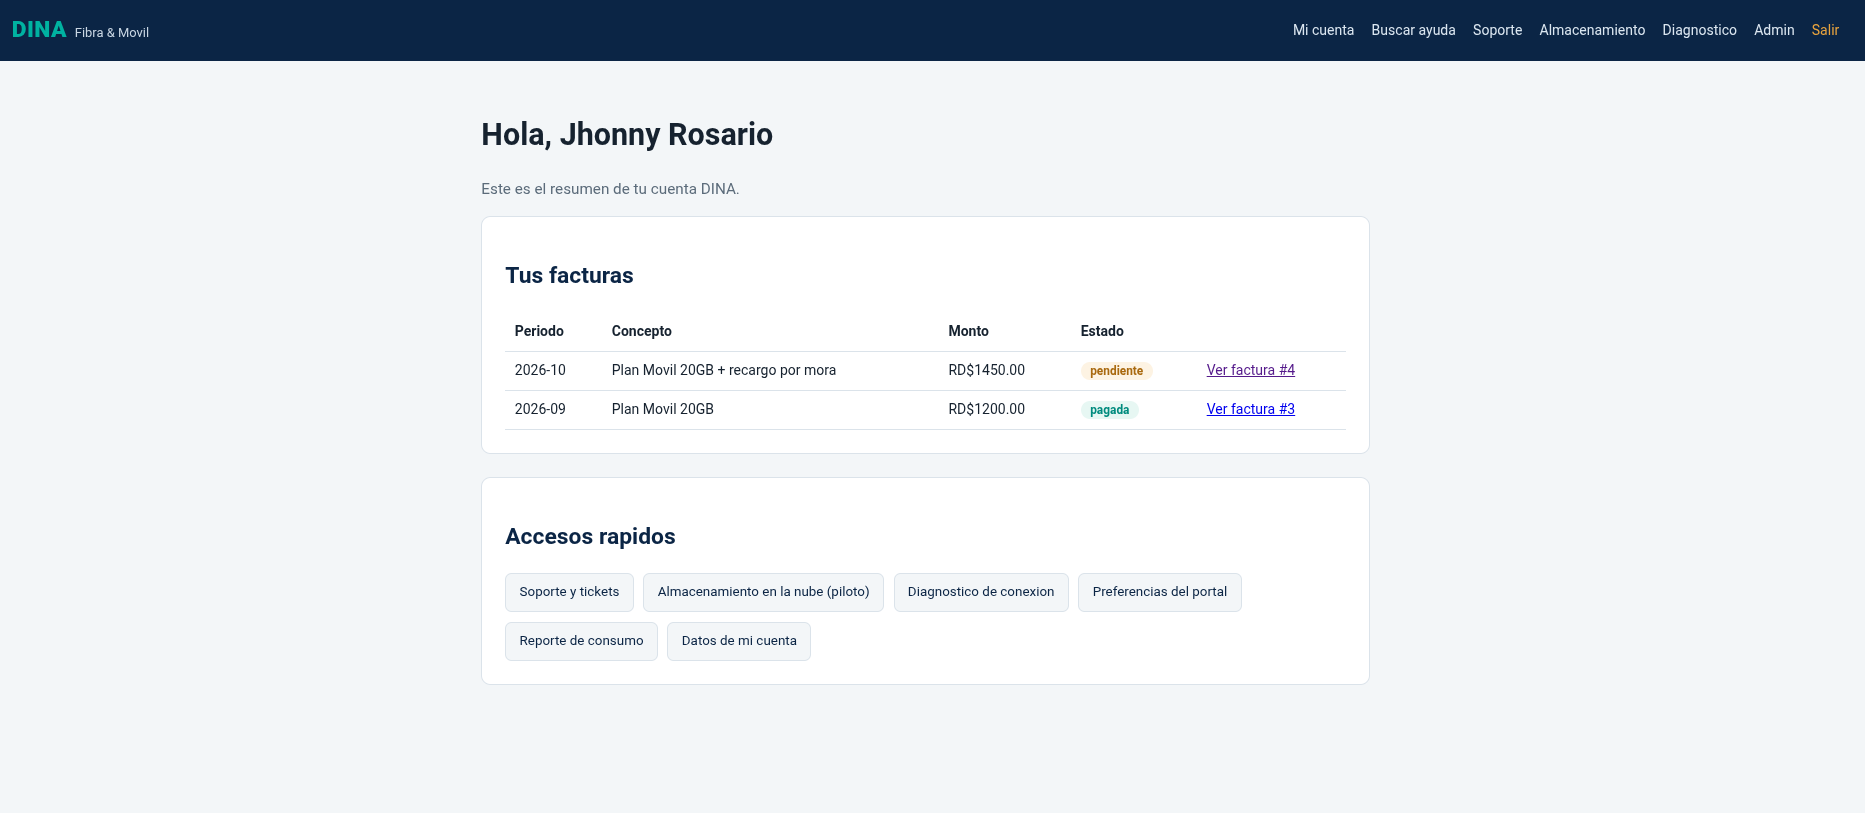 DINA Fibra & Movil
Mi cuenta Buscar ayuda Soporte Almacenamiento Diagnostico Admin Salir
Hola, Jhonny Rosario
Este es el resumen de tu cuenta DINA.
Tus facturas
Periodo Concepto Monto Estado
2026-10 Plan Movil 20GB + recargo por mora RD$1450.00 pendiente Ver factura #4
2026-09 Plan Movil 20GB RD$1200.00 pagada Ver factura #3
Accesos rapidos
Soporte y tickets Almacenamiento en la nube (piloto) Diagnostico de conexion Preferencias del portal
Reporte de consumo Datos de mi cuenta